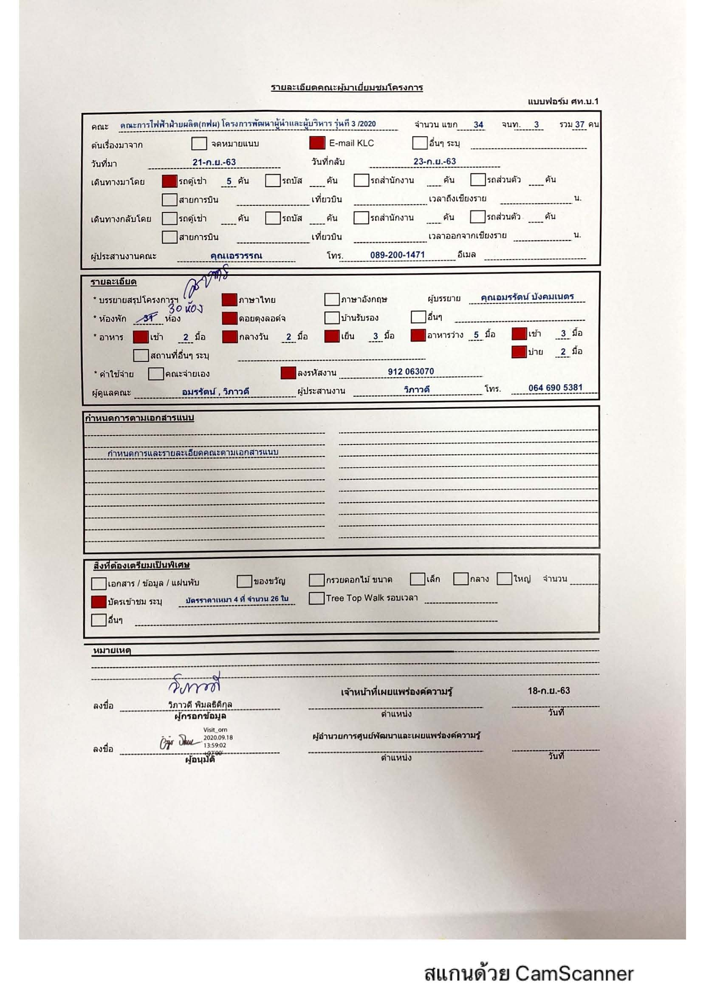 รายละเอียดคณะผู้มาเยี่ยมชมโครงการ
แบบฟอร์ม ศท.บ.1
คณะ คณะการไฟฟ้าฝ่ายผลิต(กฟผ) โครงการพัฒนาผู้นำและผู้บริหาร รุ่นที่ 3 /2020 จำนวน แขก 34 จนท. 3 รวม 37 คน
ต้นเรื่องมาจาก จดหมายแนบ E-mail KLC อื่นๆ ระบุ
วันที่มา 21-ก.ย.-63 วันที่กลับ 23-ก.ย.-63
เดินทางมาโดย รถตู้เช่า 5 คัน รถบัส คัน รถสำนักงาน คัน รถส่วนตัว คัน
สายการบิน เที่ยวบิน เวลาถึงเชียงราย น.
เดินทางกลับโดย รถตู้เช่า คัน รถบัส คัน รถสำนักงาน คัน รถส่วนตัว คัน
สายการบิน เที่ยวบิน เวลาออกจากเชียงราย น.
ผู้ประสานงานคณะ คุณเอรวรรณ โทร. 089-200-1471 อีเมล
รายละเอียด
* บรรยายสรุปโครงการฯ ภาษาไทย ภาษาอังกฤษ ผู้บรรยาย คุณอมรรัตน์ บังคมเนตร
30 ห้อง
* ห้องพัก 31 ห้อง ดอยตุงลอดจ์ บ้านรับรอง อื่นๆ
* อาหาร เช้า 2 มื้อ กลางวัน 2 มื้อ เย็น 3 มื้อ อาหารว่าง 5 มื้อ เช้า 3 มื้อ
สถานที่อื่นๆ ระบุ บ่าย 2 มื้อ
* ค่าใช้จ่าย คณะจ่ายเอง ลงรหัสงาน 912 063070
ผู้ดูแลคณะ อมรรัตน์ , วิภาวดี ผู้ประสานงาน วิภาวดี โทร. 064 690 5381
กำหนดการตามเอกสารแนบ
กำหนดการและรายละเอียดคณะตามเอกสารแนบ
สิ่งที่ต้องเตรียมเป็นพิเศษ
เอกสาร / ข้อมูล / แผ่นพับ ของขวัญ กรวยดอกไม้ ขนาด เล็ก กลาง ใหญ่ จำนวน
บัตรเข้าชม ระบุ บัตรราคาเหมา 4 ที่ จำนวน 26 ใบ Tree Top Walk รอบเวลา
อื่นๆ
หมายเหตุ
วิภาวดี
เจ้าหน้าที่เผยแพร่องค์ความรู้ 18-ก.ย.-63
ลงชื่อ วิภาวดี พิมลธิติกุล
ผู้กรอกข้อมูล ตำแหน่ง วันที่
Visit_orn
2020.09.18
13:59:02
+07'00'
ผู้อำนวยการศูนย์พัฒนาและเผยแพร่องค์ความรู้
ลงชื่อ
ผู้อนุมัติ ตำแหน่ง วันที่
สแกนด้วย CamScanner